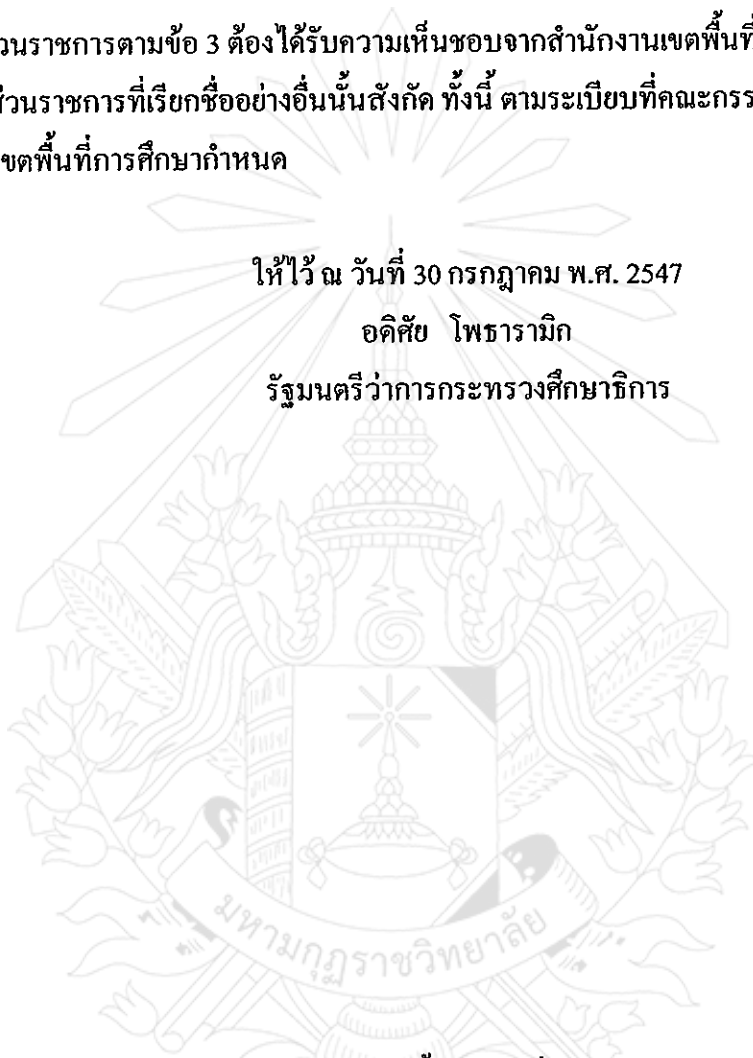 วนราชการตามข้อ 3 ต้องได้รับความเห็นชอบจากสำนักงานเขตพื้นที่
ส่วนราชการที่เรียกชื่ออย่างอื่นนั้นสังกัด ทั้งนี้ ตามระเบียบที่คณะกรร
ขตพื้นที่การศึกษากำหนด
ให้ไว้ ณ วันที่ 30 กรกฎาคม พ.ศ. 2547
อดิศัย โพธารามิก
รัฐมนตรีว่าการกระทรวงศึกษาธิการ
มหามกุฏราชวิทยาลัย